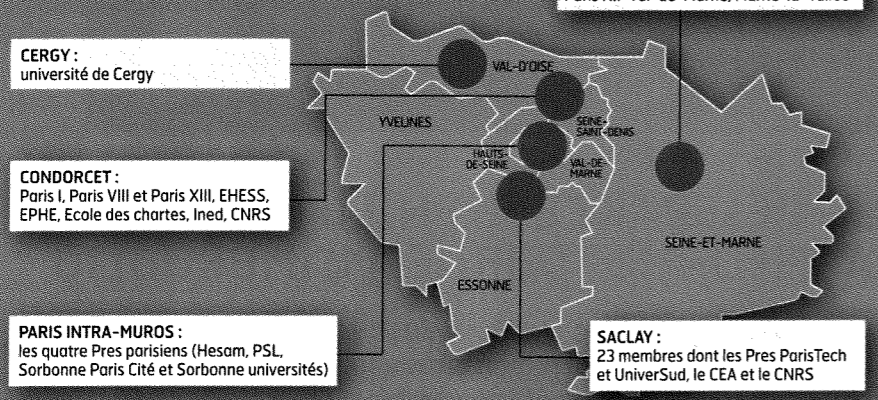 CERGY :
université de Cergy
CONDORCET :
Paris I, Paris VIII et Paris XIII, EHESS,
EPHE, Ecole des chartes, Ined, CNRS
PARIS INTRA-MUROS :
les quatre Pres parisiens (Hesam, PSL,
Sorbonne Paris Cité et Sorbonne universités)
VAL-D'OISE
YVELINES
SEINE-
SAINT-DENIS
HAUTS-
DE-SEINE
VAL-DE-
MARNE
SEINE-ET-MARNE
ESSONNE
SACLAY :
23 membres dont les Pres ParisTech
et UniverSud, le CEA et le CNRS